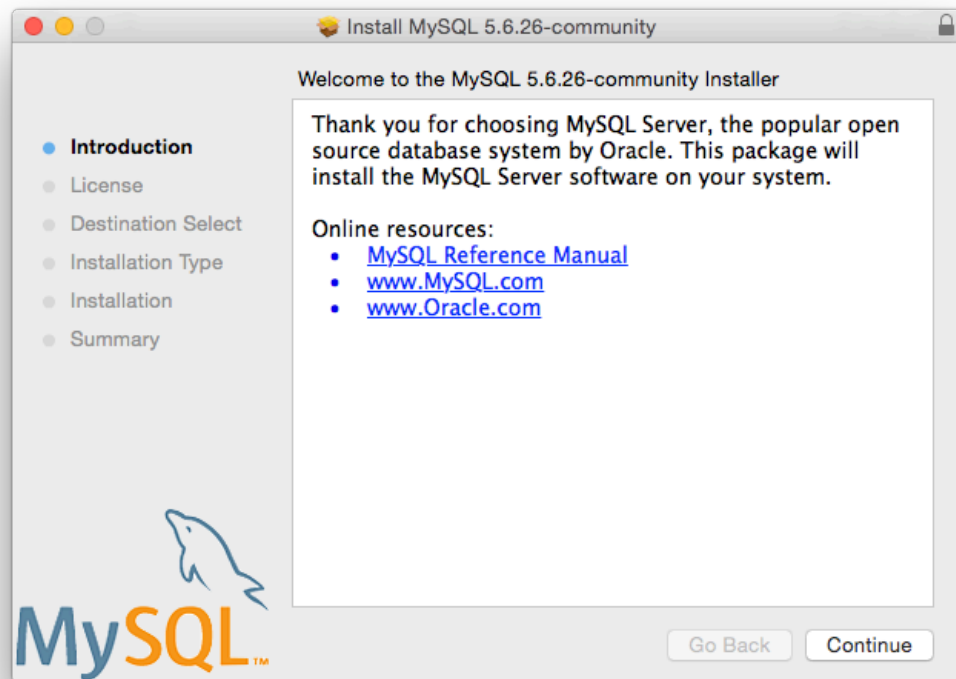 Install MySQL 5.6.26-community
Welcome to the MySQL 5.6.26-community Installer
Introduction
License
Destination Select
Installation Type
Installation
Summary
Thank you for choosing MySQL Server, the popular open
source database system by Oracle. This package will
install the MySQL Server software on your system.
Online resources:
• MySQL Reference Manual
• www.MySQL.com
• www.Oracle.com
MySQL™
Go Back
Continue